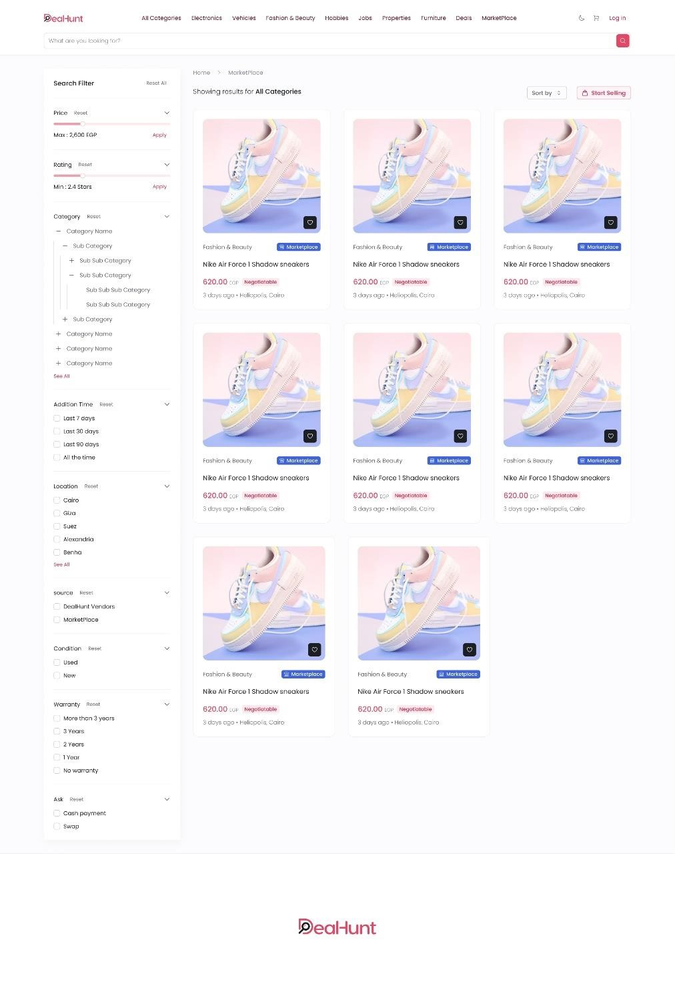 DealHunt
All Categories Electronics Vehicles Fashion & Beauty Hobbies Jobs Properties Furniture Deals MarketPlace
Log in
What are you looking for?
Search Filter Reset All
Price Reset
Max : 2,600 EGP Apply
Rating Reset
Min : 2.4 Stars Apply
Category Reset
Category Name
Sub Category
Sub Sub Category
Sub Sub Category
Sub Sub Sub Category
Sub Sub Sub Category
Sub Category
Category Name
Category Name
Category Name
See All
Addition Time Reset
Last 7 days
Last 30 days
Last 90 days
All the time
Location Reset
Cairo
Giza
Suez
Alexandria
Benha
See All
source Reset
DealHunt Vendors
MarketPlace
Condition Reset
Used
New
Warranty Reset
More than 3 years
3 Years
2 Years
1 Year
No warranty
Ask Reset
Cash payment
Swap
Home > MarketPlace
Showing results for All Categories
Sort by
Start Selling
Fashion & Beauty Marketplace
Nike Air Force 1 Shadow sneakers
620.00 EGP Negotiatable
3 days ago • Heliopolis, Cairo
Fashion & Beauty Marketplace
Nike Air Force 1 Shadow sneakers
620.00 EGP Negotiatable
3 days ago • Heliopolis, Cairo
Fashion & Beauty Marketplace
Nike Air Force 1 Shadow sneakers
620.00 EGP Negotiatable
3 days ago • Heliopolis, Cairo
Fashion & Beauty Marketplace
Nike Air Force 1 Shadow sneakers
620.00 EGP Negotiatable
3 days ago • Heliopolis, Cairo
Fashion & Beauty Marketplace
Nike Air Force 1 Shadow sneakers
620.00 EGP Negotiatable
3 days ago • Heliopolis, Cairo
Fashion & Beauty Marketplace
Nike Air Force 1 Shadow sneakers
620.00 EGP Negotiatable
3 days ago • Heliopolis, Cairo
Fashion & Beauty Marketplace
Nike Air Force 1 Shadow sneakers
620.00 EGP Negotiatable
3 days ago • Heliopolis, Cairo
Fashion & Beauty Marketplace
Nike Air Force 1 Shadow sneakers
620.00 EGP Negotiatable
3 days ago • Heliopolis, Cairo
DealHunt